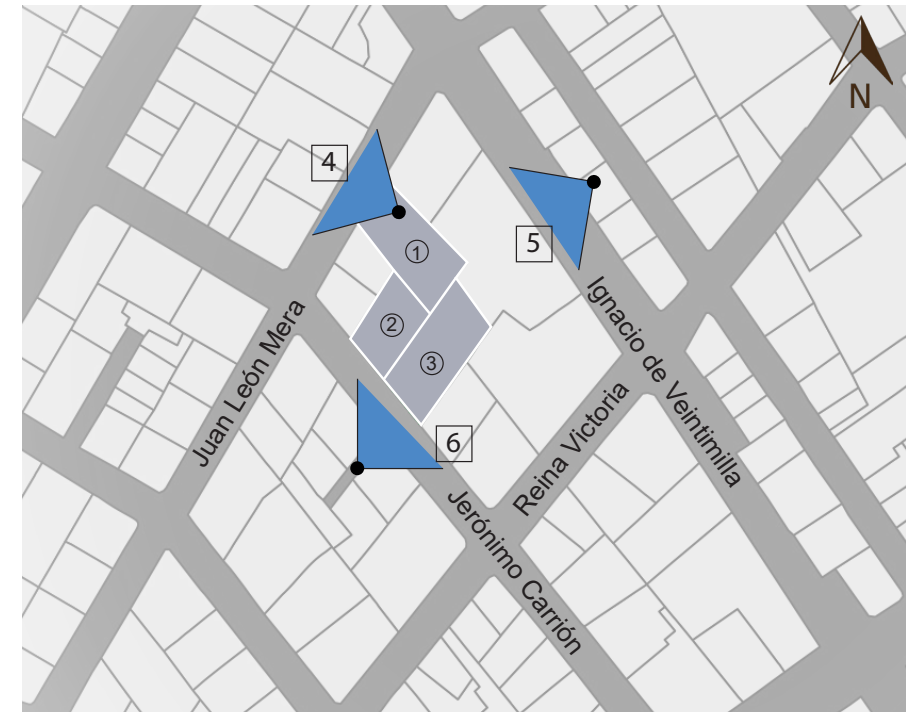 N
4
5
①
②
③
6
Juan León Mera
Ignacio de Veintimilla
Reina Victoria
Jerónimo Carrión